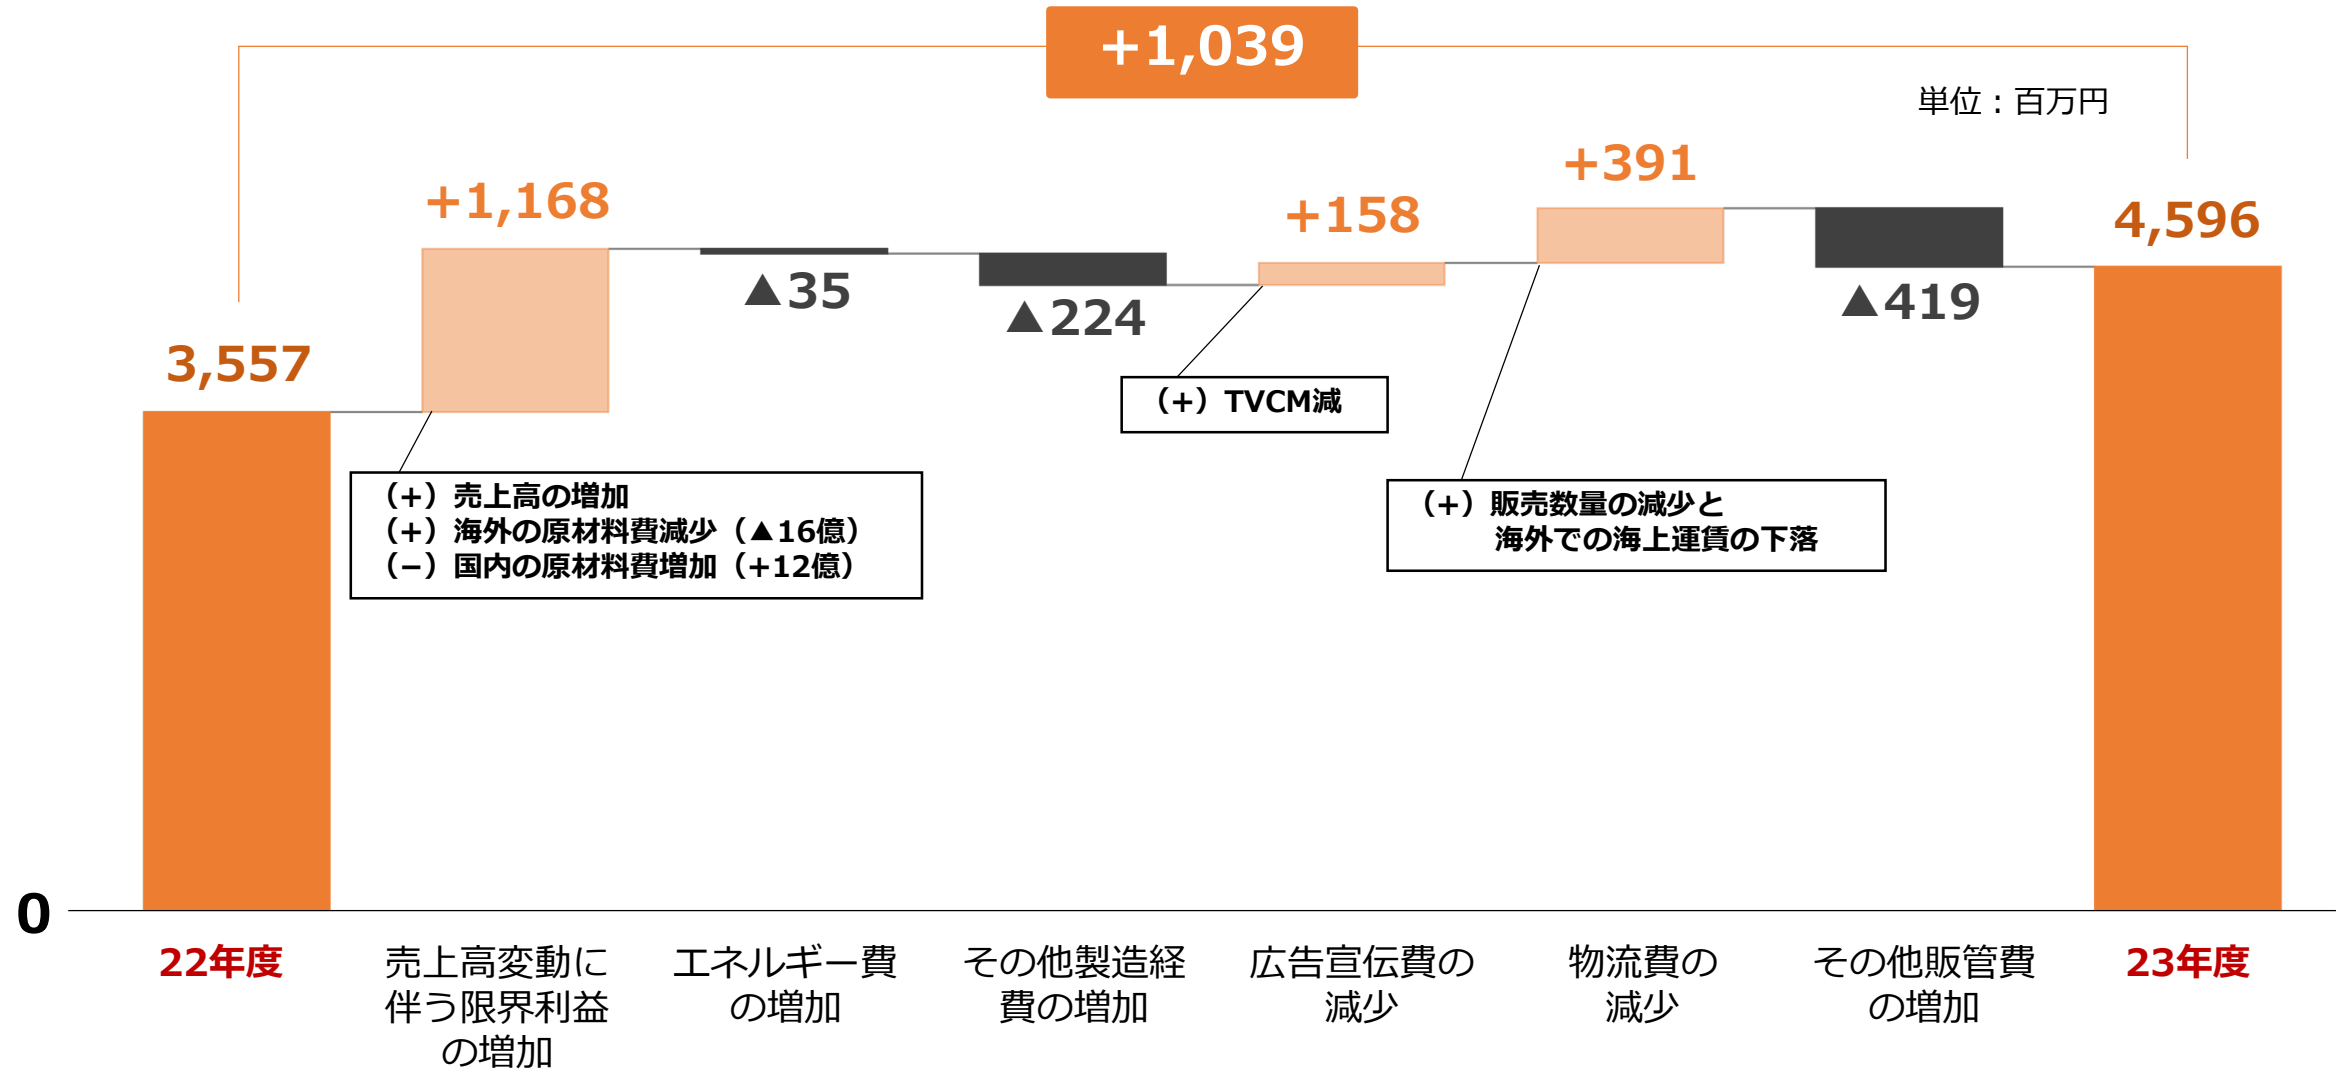 +1,039
単位：百万円
+1,168
+158
+391
4,596
▲35
▲224
▲419
3,557
（+）TVCM減
（+）売上高の増加
（+）海外の原材料費減少（▲16億）
（−）国内の原材料費増加（+12億）
（+）販売数量の減少と
海外での海上運賃の下落
0
22年度
売上高変動に
伴う限界利益
の増加
エネルギー費
の増加
その他製造経
費の増加
広告宣伝費の
減少
物流費の
減少
その他販管費
の増加
23年度